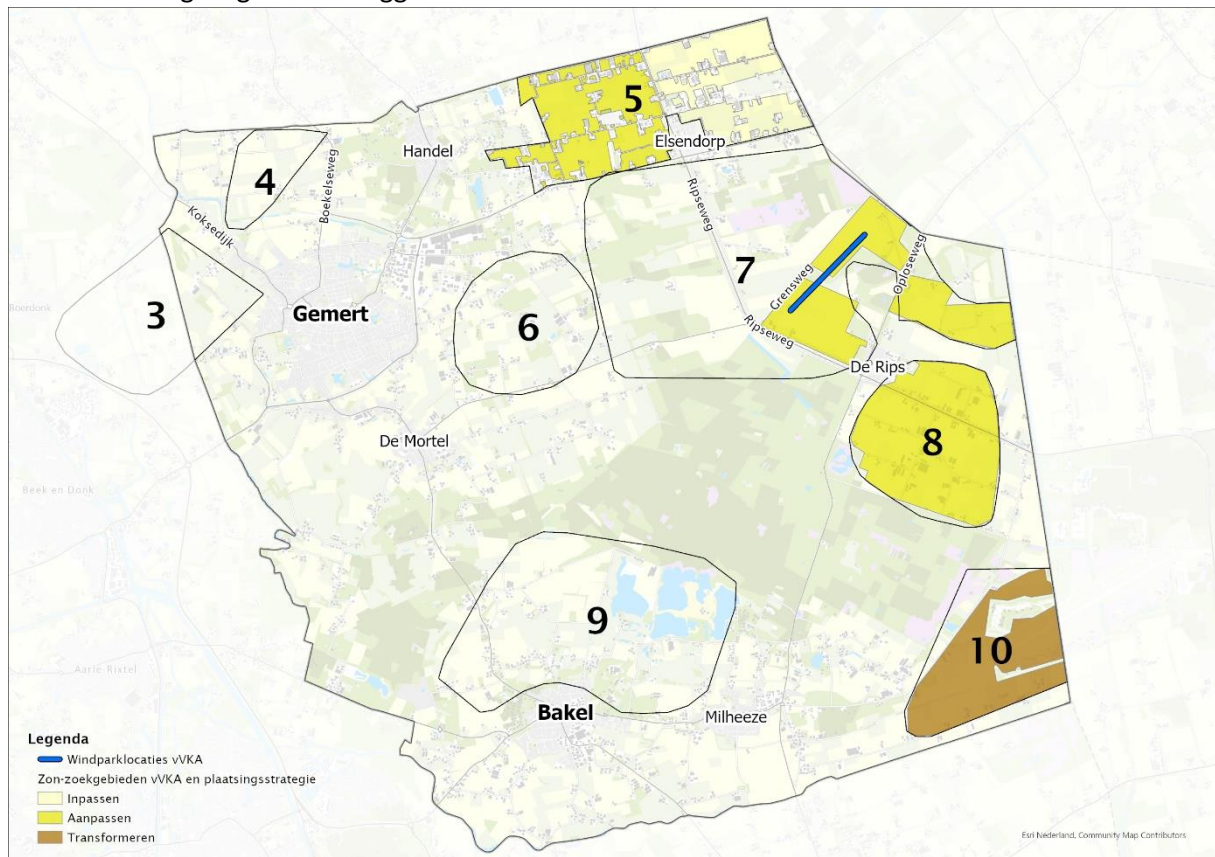 5
Elsendorp
Handel
4
Boekelseweg
Koksedijk
Ripseweg
7
Grensweg
Oploseweg
Boerdonk
3
Gemert
6
Ripseweg
De Rips
De Mortel
8
Beek en Donk
9
10
Aarle-Rixtel
Bakel
Milheeze
Legenda
Windparklocaties vVKA
Zon-zoekgebieden vVKA en plaatsingsstrategie
Inpassen
Aanpassen
Transformeren
Esri Nederland, Community Map Contributors